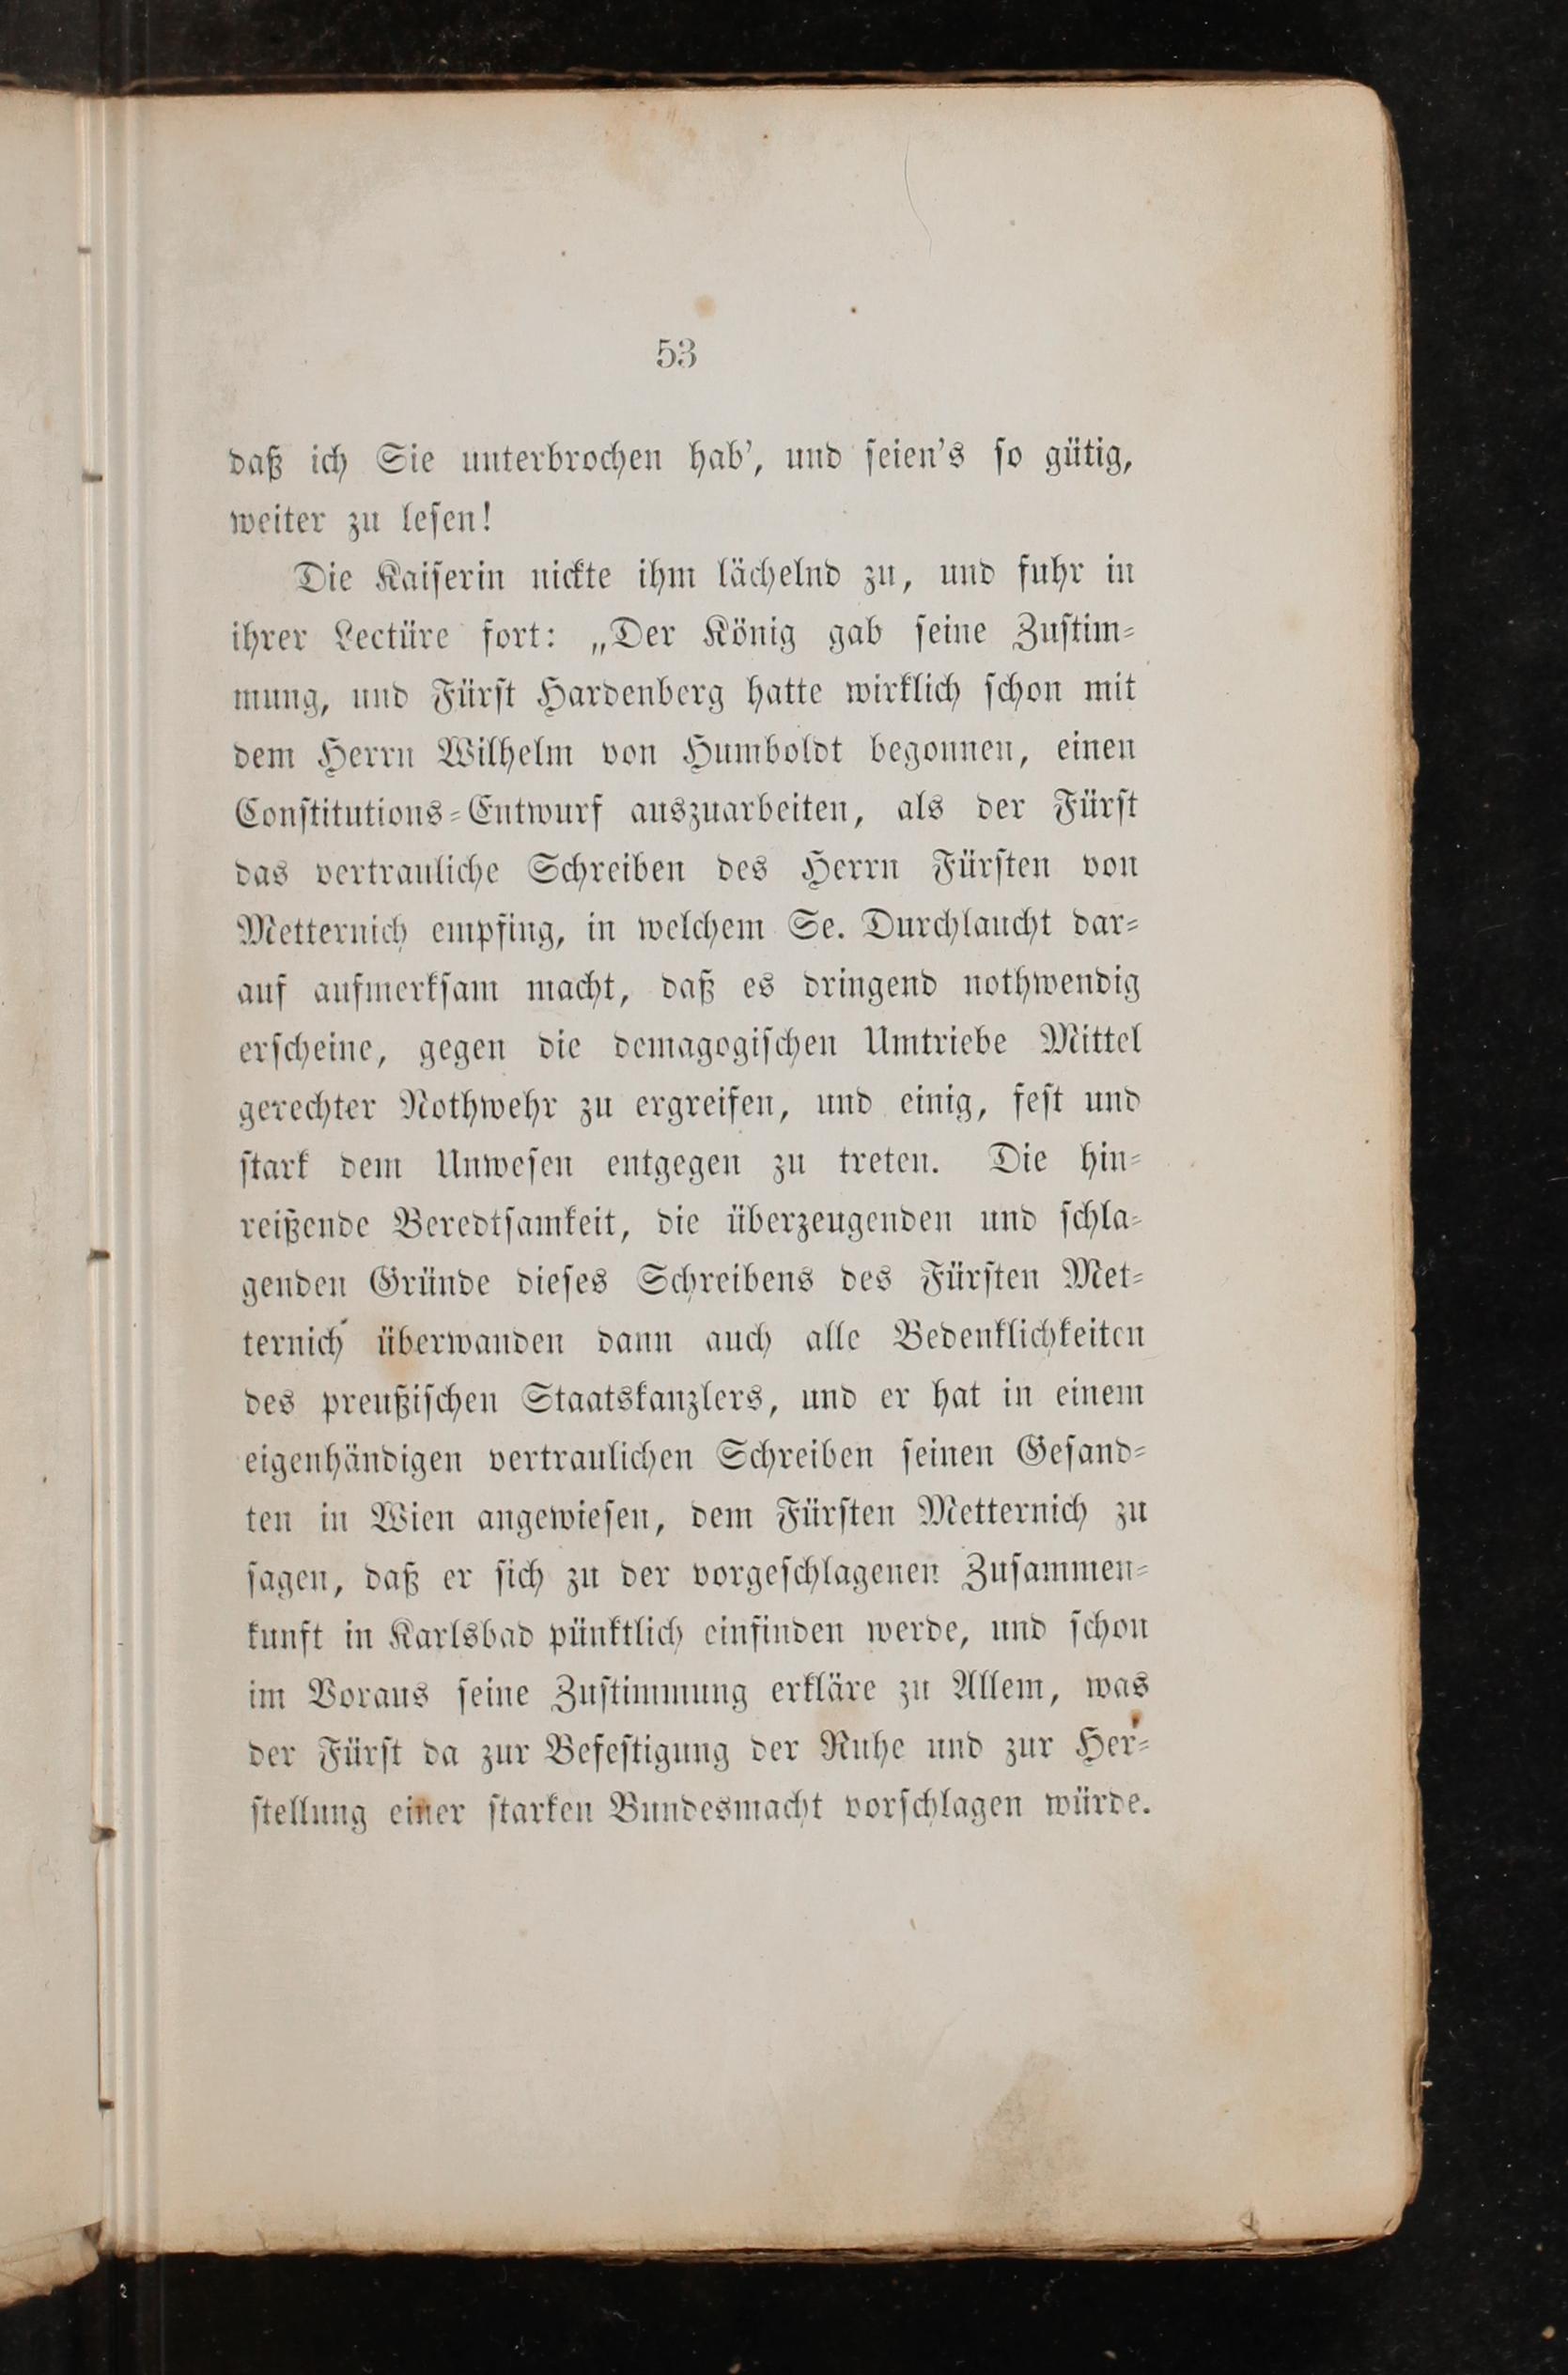 53
daß ich Sie unterbrochen hab’, und seien’s so gütig,
weiter zu lesen!
Die Kaiserin nickte ihm lächelnd zu, und fuhr in
ihrer Lectüre fort: „Der König gab seine Zustim-
mung, und Fürst Hardenberg hatte wirklich schon mit
dem Herrn Wilhelm von Humboldt begonnen, einen
Constitutions-Entwurf auszuarbeiten, als der Fürst
das vertrauliche Schreiben des Herrn Fürsten von
Metternich empfing, in welchem Se. Durchlaucht dar-
auf aufmerksam macht, daß es dringend nothwendig
erscheine, gegen die demagogischen Umtriebe Mittel
gerechter Nothwehr zu ergreifen, und einig, fest und
stark dem Unwesen entgegen zu treten. Die hin-
reißende Beredtsamkeit, die überzeugenden und schla-
genden Gründe dieses Schreibens des Fürsten Met-
ternich überwanden dann auch alle Bedenklichkeiten
des preußischen Staatskanzlers, und er hat in einem
eigenhändigen vertraulichen Schreiben seinen Gesand-
ten in Wien angewiesen, dem Fürsten Metternich zu
sagen, daß er sich zu der vorgeschlagenen Zusammen-
kunft in Karlsbad pünktlich einfinden werde, und schon
im Voraus seine Zustimmung erkläre zu Allem, was
der Fürst da zur Befestigung der Ruhe und zur Her-
stellung einer starken Bundesmacht vorschlagen würde.